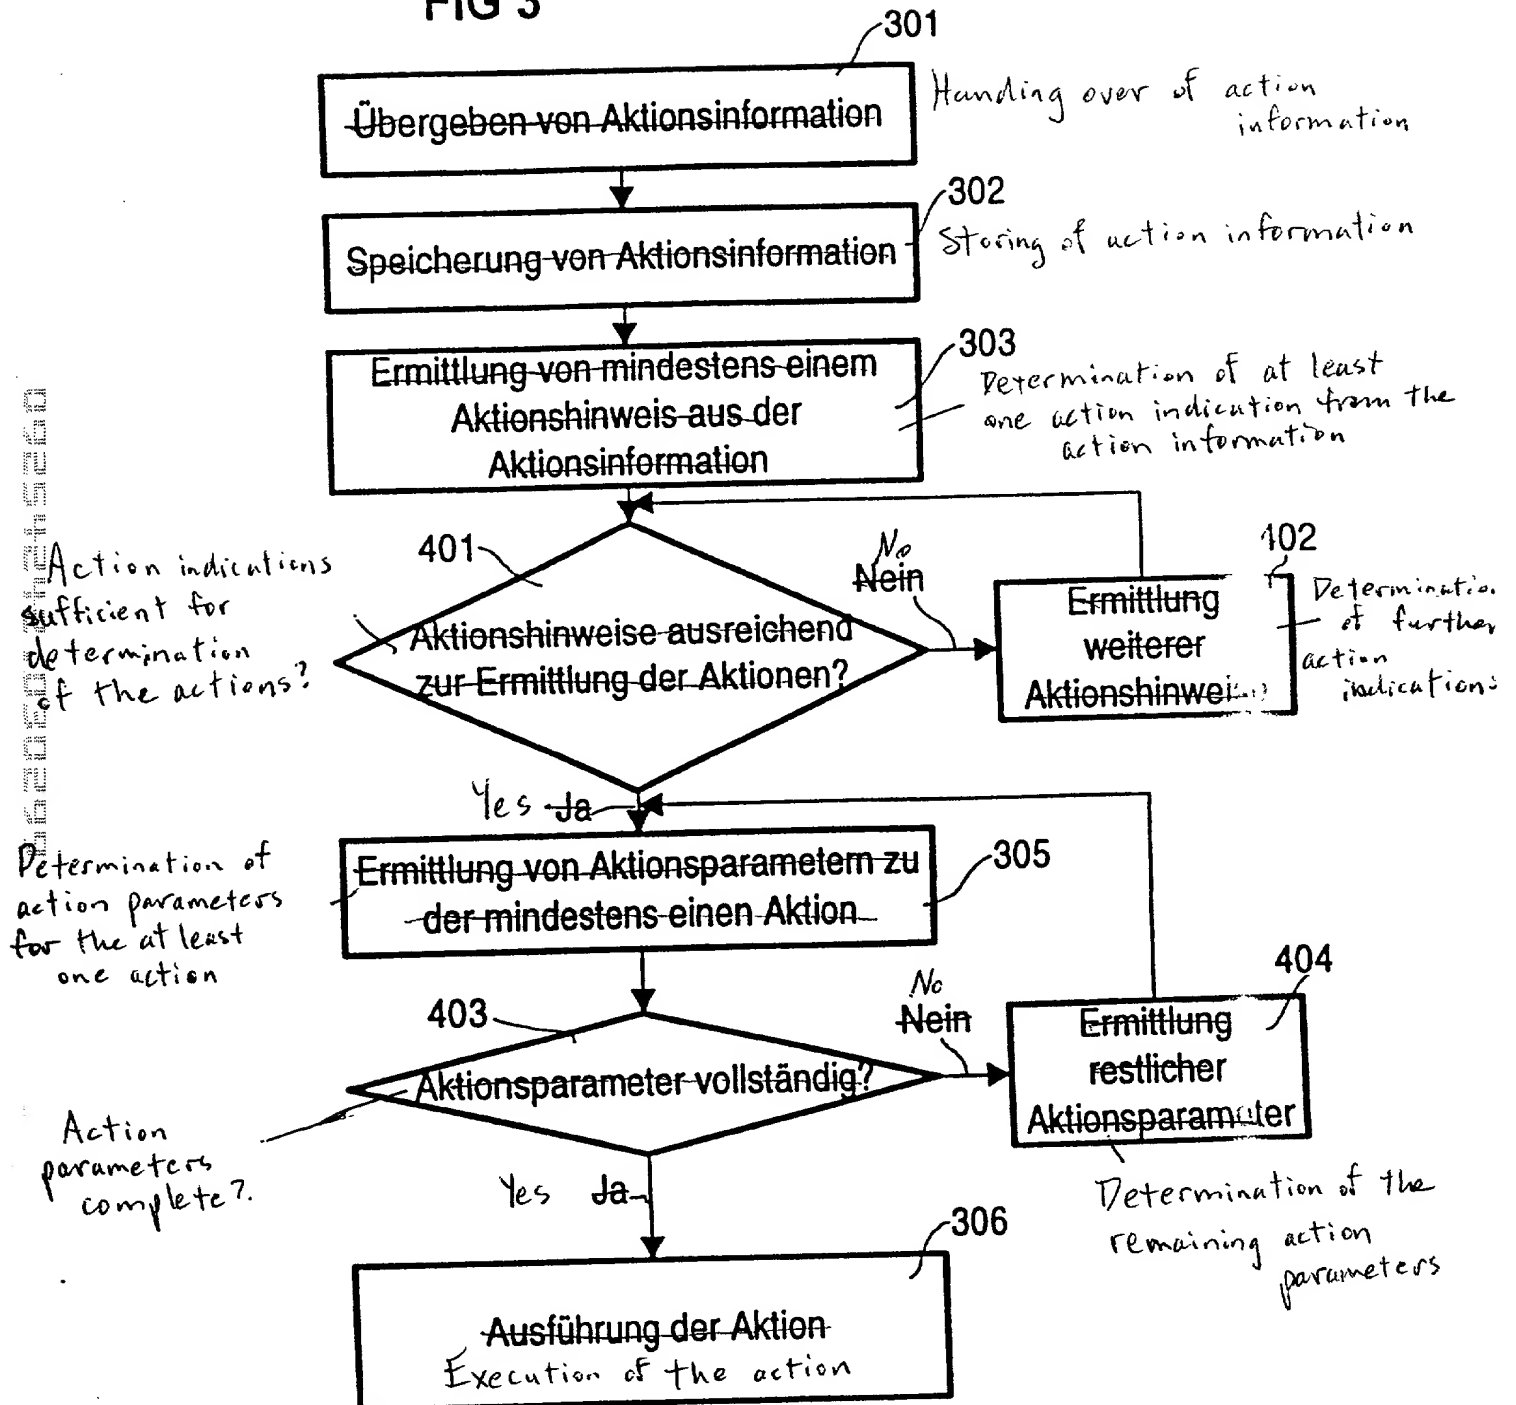 FIG 3
301
Übergeben von Aktionsinformation
Handing over of action
information
302
Speicherung von Aktionsinformation
Storing of action information
303
Ermittlung von mindestens einem
Aktionshinweis aus der
Aktionsinformation
Determination of at least
one action indication from the
action information
401
Action indications
sufficient for
determination
of the actions?
Aktionshinweise ausreichend
zur Ermittlung der Aktionen?
No
Nein
102
Ermittlung
weiterer
Aktionshinwei
Determinatio
of further
action
indication
Yes Ja
305
Ermittlung von Aktionsparametern zu
der mindestens einen Aktion
Determination of
action parameters
for the at least
one action
403
Aktionsparameter vollständig?
Action
parameters
complete?
No
Nein
404
Ermittlung
restlicher
Aktionsparameter
Determination of the
remaining action
parameters
Yes Ja
306
Ausführung der Aktion
Execution of the action